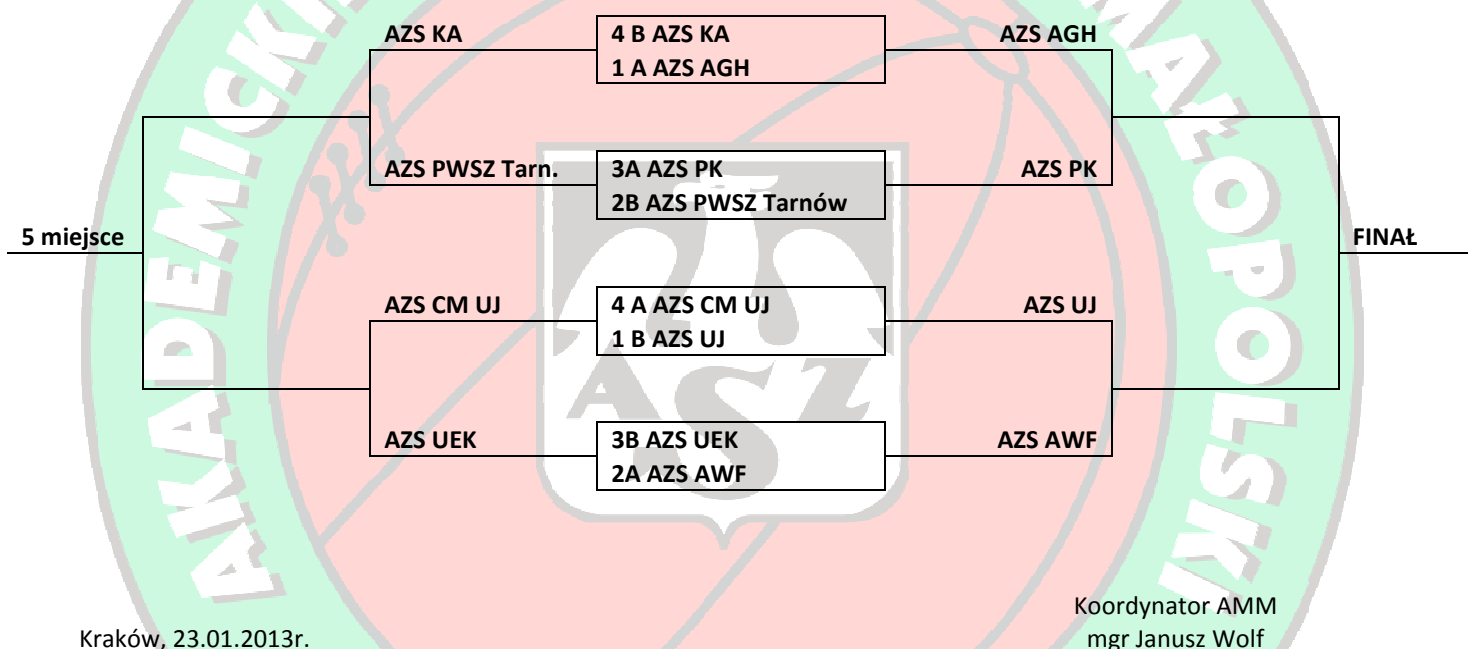 AZS KA 4 B AZS KA AZS AGH
1 A AZS AGH
AZS PWSZ Tarn. 3A AZS PK AZS PK
2B AZS PWSZ Tarnów
5 miejsce FINAŁ
AZS CM UJ 4 A AZS CM UJ AZS UJ
1 B AZS UJ
AZS UEK 3B AZS UEK AZS AWF
2A AZS AWF
Koordynator AMM
Kraków, 23.01.2013r. mgr Janusz Wolf
AZS